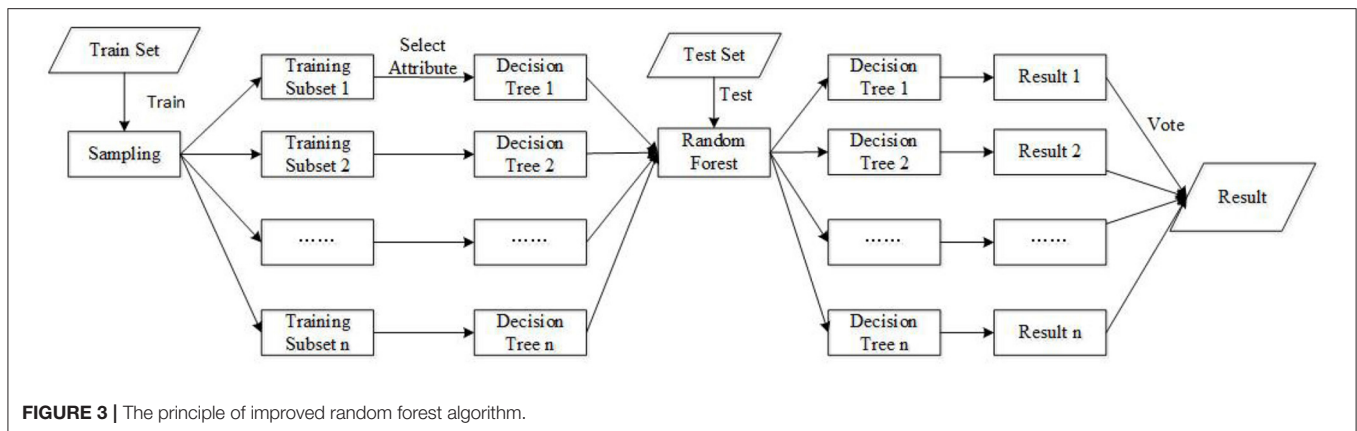 Train Set
Train
Sampling
Training
Subset 1
Select
Attribute
Decision
Tree 1
Training
Subset 2
Decision
Tree 2
......
......
Training
Subset n
Decision
Tree n
Test Set
Test
Random
Forest
Decision
Tree 1
Result 1
Decision
Tree 2
Result 2
......
......
Decision
Tree n
Result n
Vote
Result
FIGURE 3 | The principle of improved random forest algorithm.